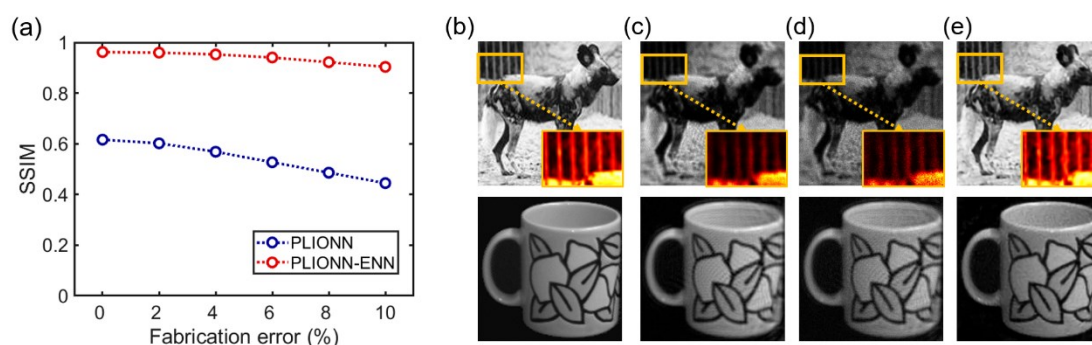 (a)
(b)
(c)
(d)
(e)
1
0.8
0.6
0.4
0.2
0
SSIM
PLIONN
PLIONN-ENN
0 2 4 6 8 10
Fabrication error (%)